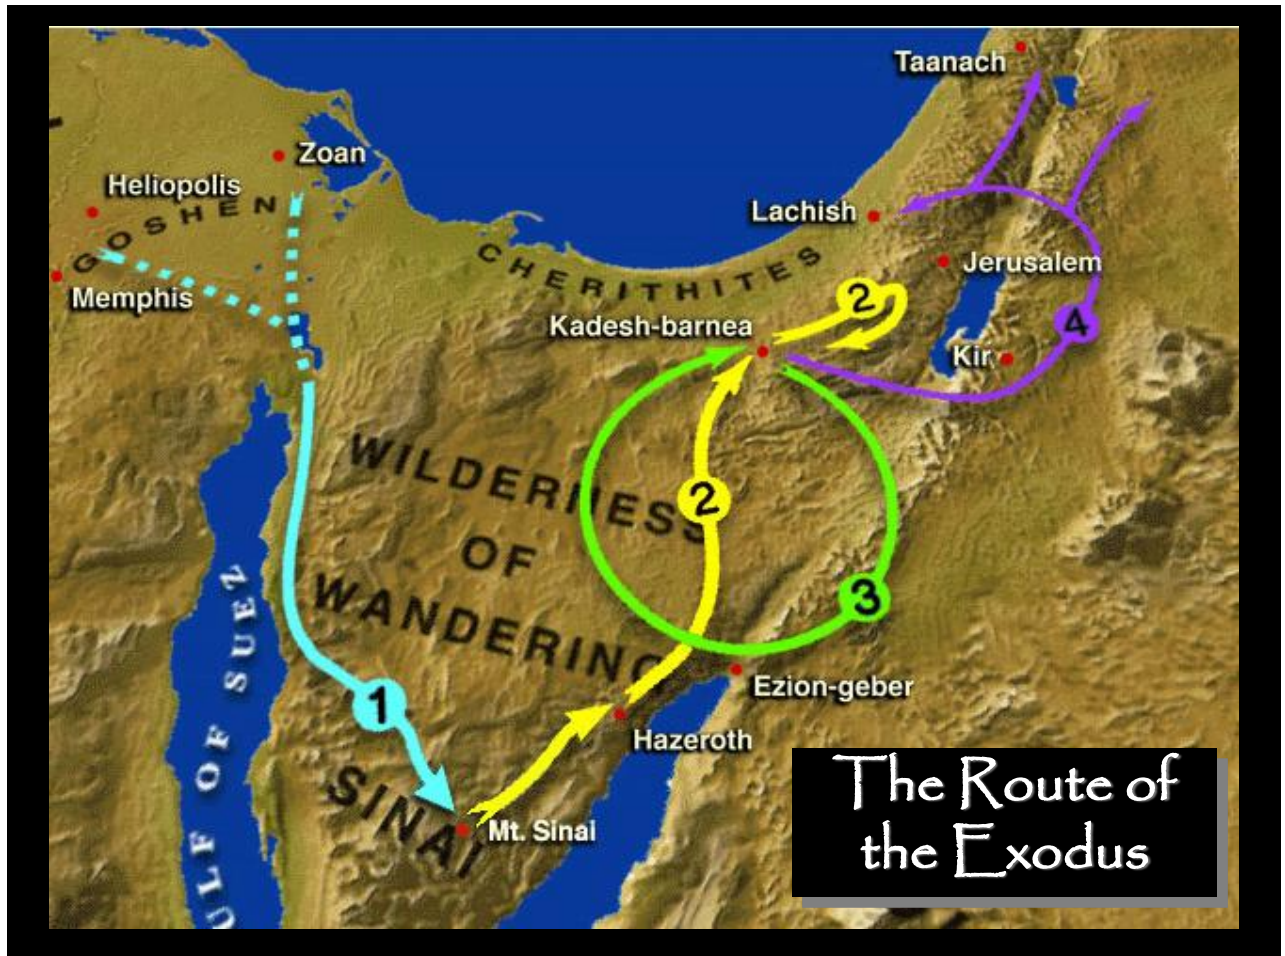 Taanach
Zoan
Heliopolis
GOSHEN
Lachish
CHERITHITES
Jerusalem
Memphis
2
Kadesh-barnea
4
Kir
WILDERNESS
2
OF
3
WANDERING
GULF OF SUEZ
Ezion-geber
1
Hazeroth
SINAI
Mt. Sinai
The Route of
the Exodus